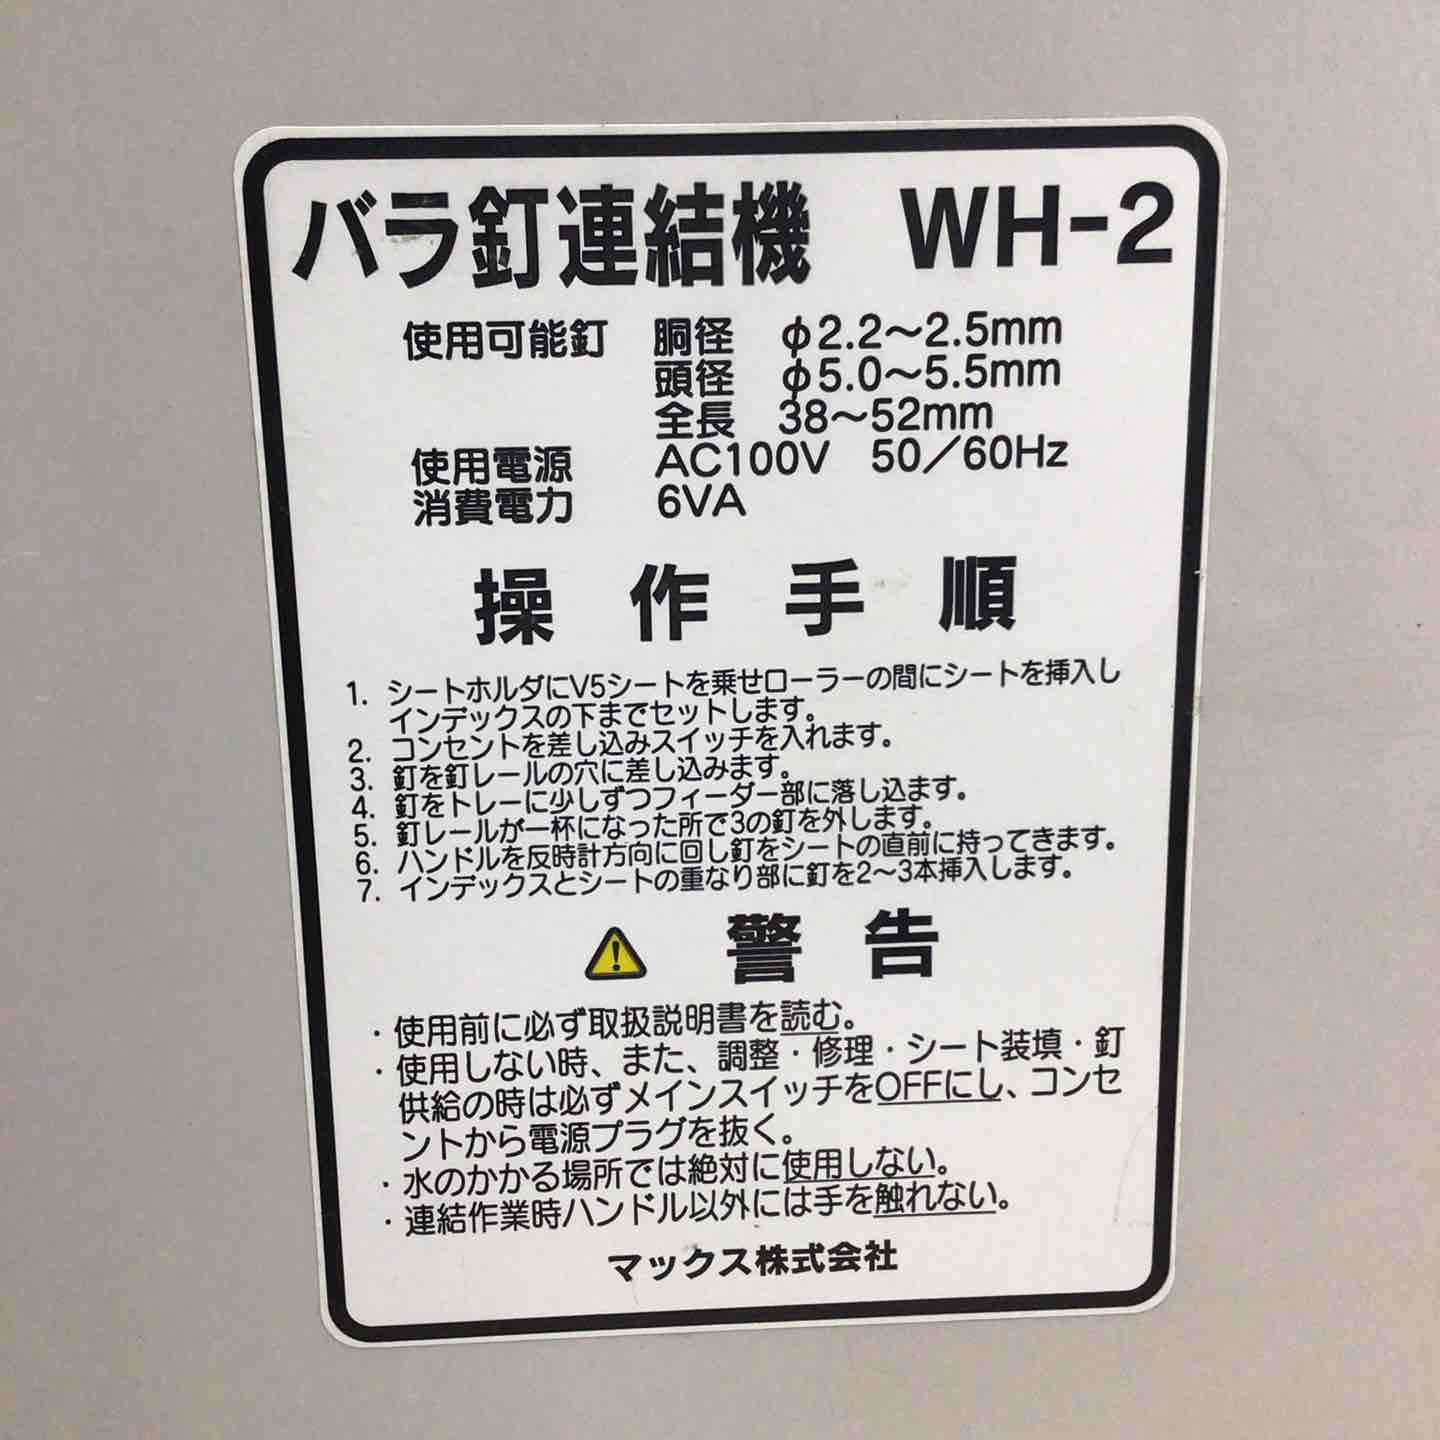 バラ釘連結機 WH-2
使用可能釘 胴径 φ2.2～2.5mm
頭径 φ5.0～5.5mm
全長 38～52mm
使用電源 AC100V 50／60Hz
消費電力 6VA
操作手順
1. シートホルダにV5シートを乗せローラーの間にシートを挿入し
インデックスの下までセットします。
2. コンセントを差し込みスイッチを入れます。
3. 釘を釘レールの穴に差し込みます。
4. 釘をトレーに少しずつフィーダー部に落し込ます。
5. 釘レールが一杯になった所で3の釘を外します。
6. ハンドルを反時計方向に回し釘をシートの直前に持ってきます。
7. インデックスとシートの重なり部に釘を2～3本挿入します。
警告
・使用前に必ず取扱説明書を読む。
・使用しない時、また、調整・修理・シート装填・釘
供給の時は必ずメインスイッチをOFFにし、コンセ
ントから電源プラグを抜く。
・水のかかる場所では絶対に使用しない。
・連結作業時ハンドル以外には手を触れない。
マックス株式会社